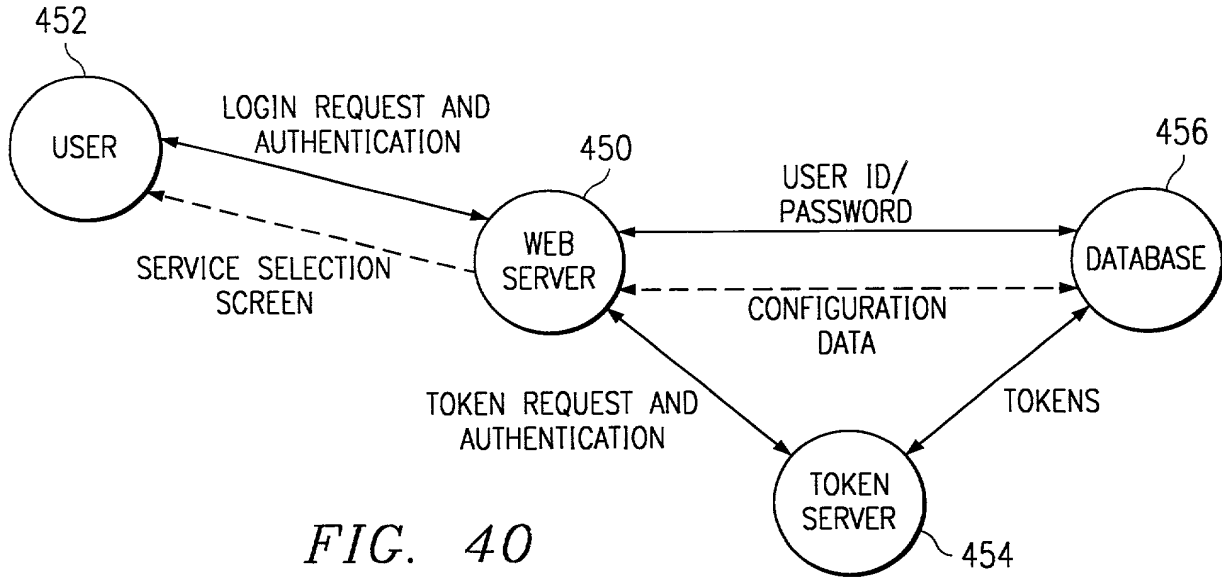 452
USER
LOGIN REQUEST AND
AUTHENTICATION
450
WEB
SERVER
SERVICE SELECTION
SCREEN
USER ID/
PASSWORD
456
DATABASE
CONFIGURATION
DATA
TOKEN REQUEST AND
AUTHENTICATION
TOKENS
TOKEN
SERVER
454
FIG. 40